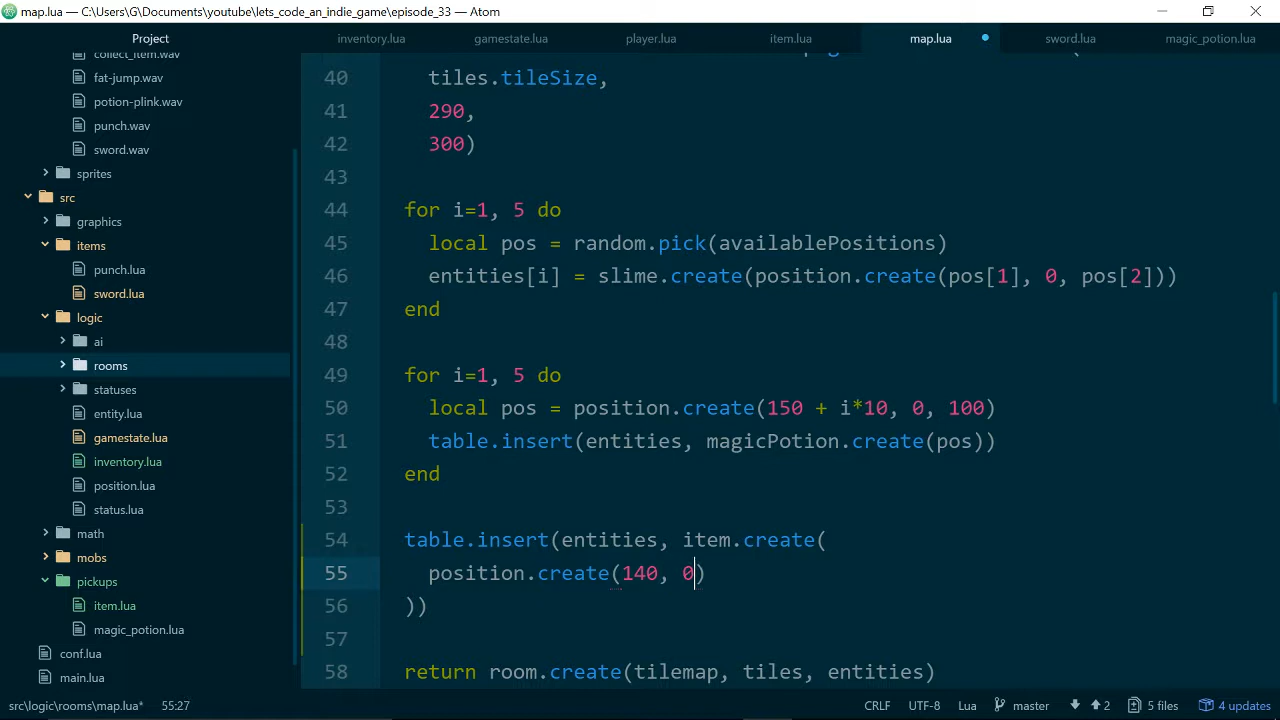 map.lua — C:\Users\G\Documents\youtube\lets_code_an_indie_game\episode_33 — Atom
Project
inventory.lua
gamestate.lua
player.lua
item.lua
map.lua
sword.lua
magic_potion.lua
collect_item.wav
fat-jump.wav
potion-plink.wav
punch.wav
sword.wav
sprites
src
graphics
items
punch.lua
sword.lua
logic
ai
rooms
statuses
entity.lua
gamestate.lua
inventory.lua
position.lua
status.lua
math
mobs
pickups
item.lua
magic_potion.lua
conf.lua
main.lua
40 tiles.tileSize,
41 290,
42 300)
43
44 for i=1, 5 do
45 local pos = random.pick(availablePositions)
46 entities[i] = slime.create(position.create(pos[1], 0, pos[2]))
47 end
48
49 for i=1, 5 do
50 local pos = position.create(150 + i*10, 0, 100)
51 table.insert(entities, magicPotion.create(pos))
52 end
53
54 table.insert(entities, item.create(
55 position.create(140, 0)
56 ))
57
58 return room.create(tilemap, tiles, entities)
src\logic\rooms\map.lua* 55:27
CRLF UTF-8 Lua master 2 5 files 4 updates